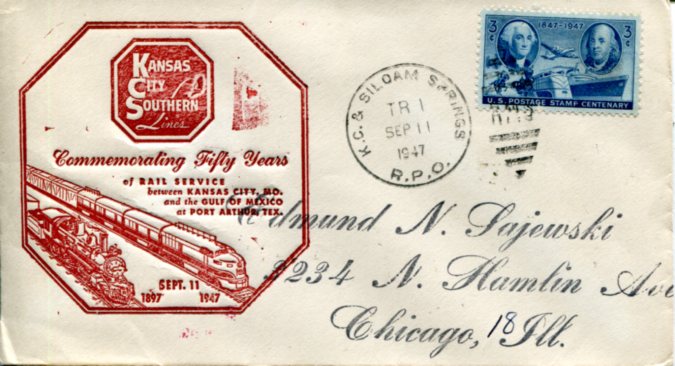 KANSAS
CITY
SOUTHERN
Lines
Commemorating Fifty Years
of RAIL SERVICE
between KANSAS CITY, MO.
and the GULF OF MEXICO
at PORT ARTHUR, TEX.
SEPT. 11
1897 1947
K.C. & SILOAM SPRINGS
TR 1
SEP 11
1947
R.P.O.
3¢ 1847-1947 3¢
U.S. POSTAGE STAMP CENTENARY
Edmund N. Sajewski
3234 N. Hamlin Ave
Chicago, 18 Ill.